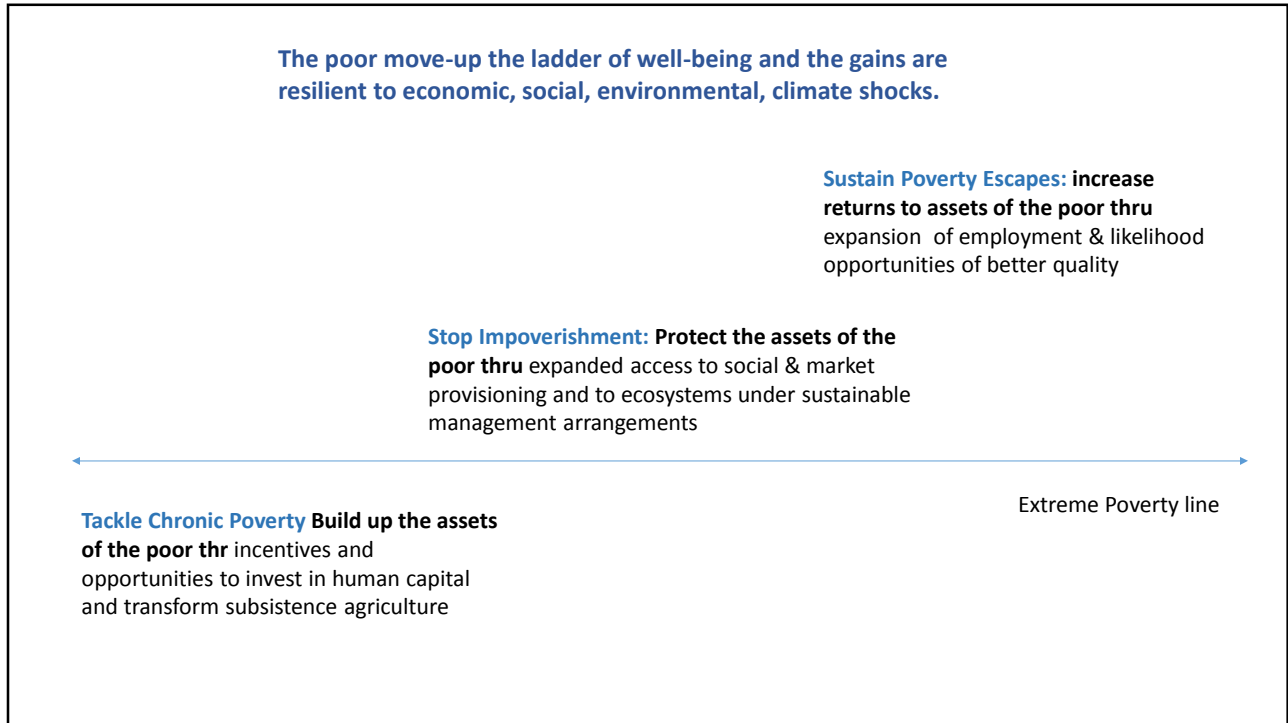 The poor move-up the ladder of well-being and the gains are
resilient to economic, social, environmental, climate shocks.
Sustain Poverty Escapes: increase
returns to assets of the poor thru
expansion of employment & likelihood
opportunities of better quality
Stop Impoverishment: Protect the assets of the
poor thru expanded access to social & market
provisioning and to ecosystems under sustainable
management arrangements
Extreme Poverty line
Tackle Chronic Poverty Build up the assets
of the poor thr incentives and
opportunities to invest in human capital
and transform subsistence agriculture